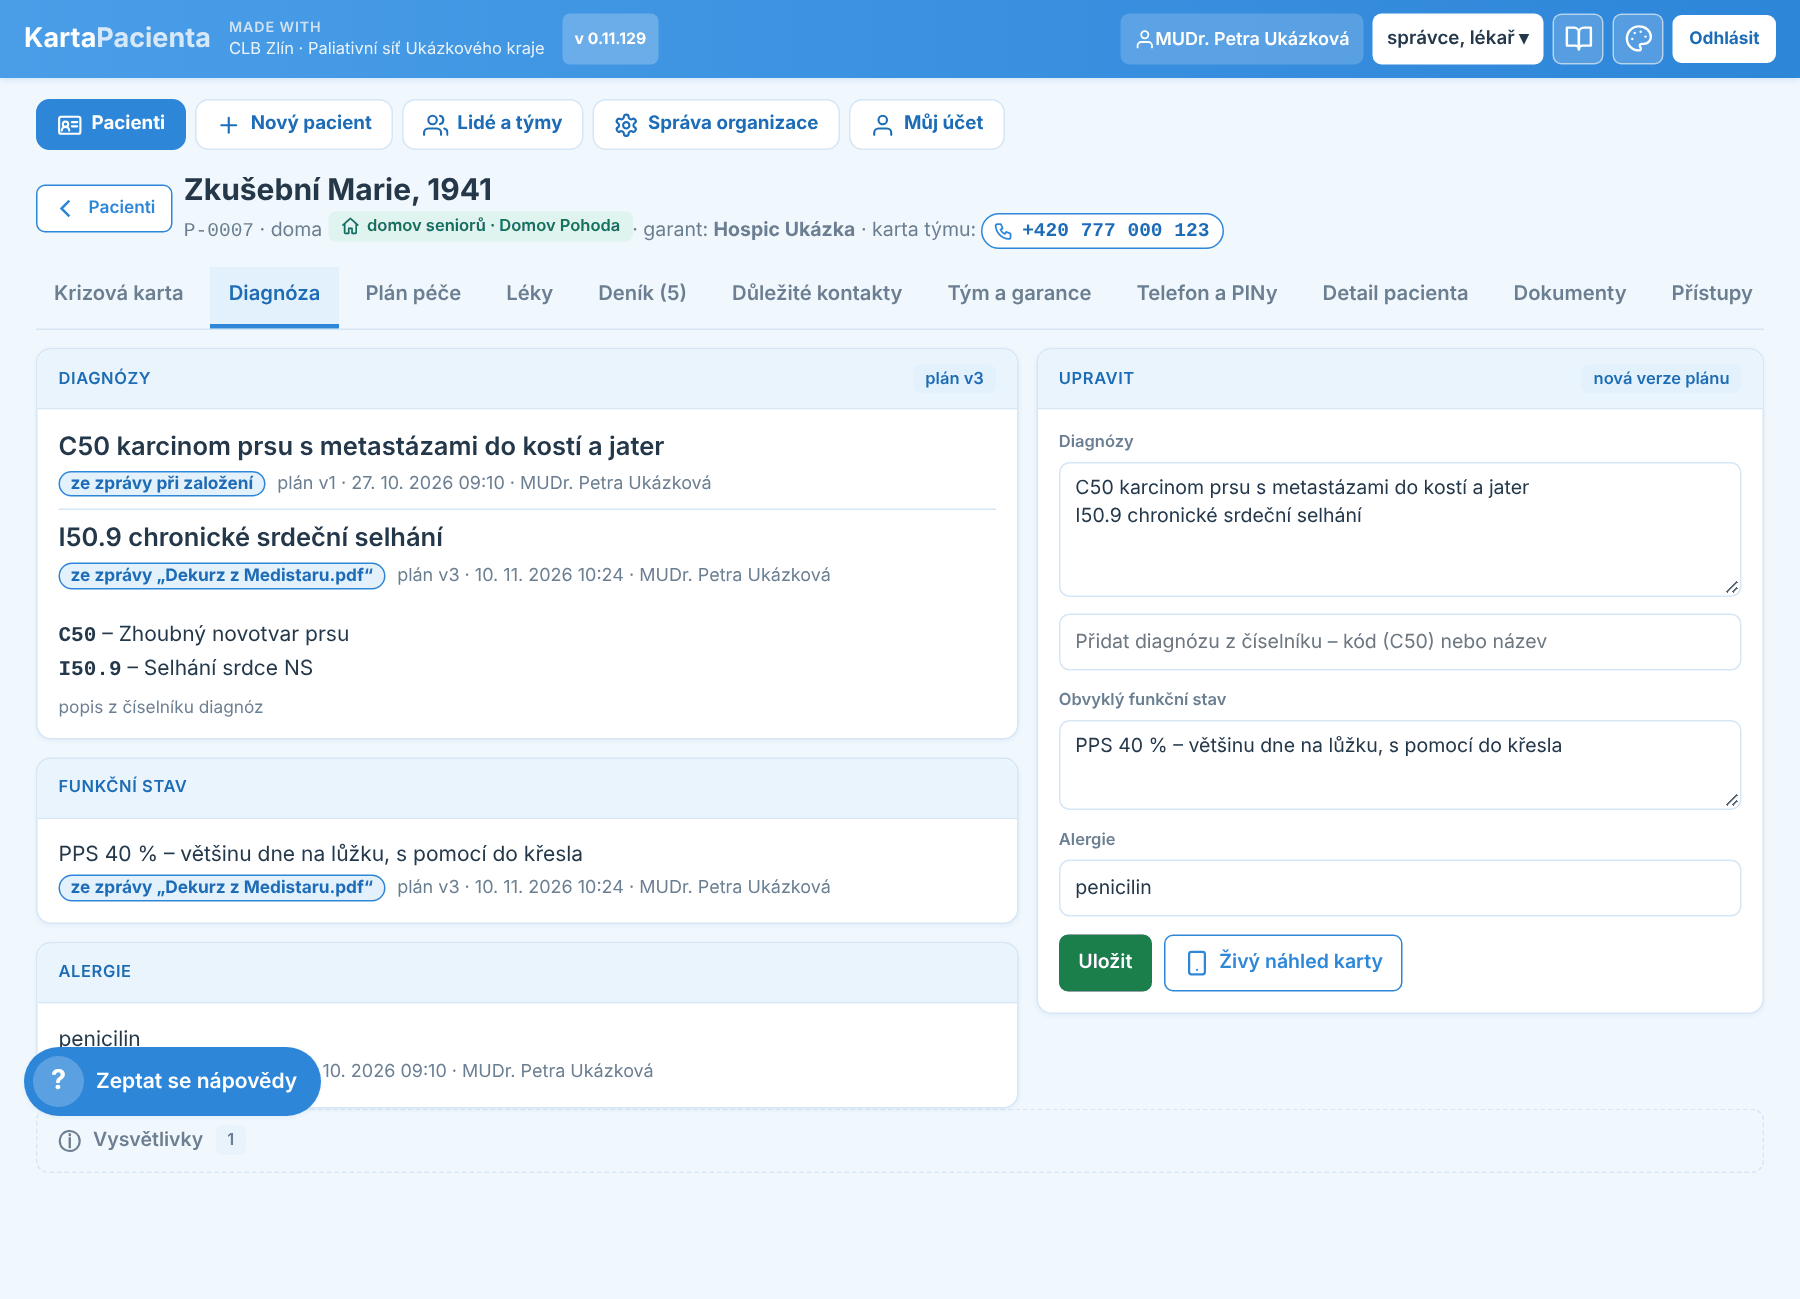 KartaPacienta
MADE WITH
CLB Zlín · Paliativní síť Ukázkového kraje
v 0.11.129
MUDr. Petra Ukázková
správce, lékař ▾
Odhlásit
Pacienti
Nový pacient
Lidé a týmy
Správa organizace
Můj účet
Pacienti
Zkušební Marie, 1941
P-0007 · doma domov seniorů · Domov Pohoda · garant: Hospic Ukázka · karta týmu: +420 777 000 123
Krizová karta
Diagnóza
Plán péče
Léky
Deník (5)
Důležité kontakty
Tým a garance
Telefon a PINy
Detail pacienta
Dokumenty
Přístupy
DIAGNÓZY
plán v3
C50 karcinom prsu s metastázami do kostí a jater
ze zprávy při založení plán v1 · 27. 10. 2026 09:10 · MUDr. Petra Ukázková
I50.9 chronické srdeční selhání
ze zprávy „Dekurz z Medistaru.pdf“ plán v3 · 10. 11. 2026 10:24 · MUDr. Petra Ukázková
C50 – Zhoubný novotvar prsu
I50.9 – Selhání srdce NS
popis z číselníku diagnóz
FUNKČNÍ STAV
PPS 40 % – většinu dne na lůžku, s pomocí do křesla
ze zprávy „Dekurz z Medistaru.pdf“ plán v3 · 10. 11. 2026 10:24 · MUDr. Petra Ukázková
ALERGIE
penicilin
10. 2026 09:10 · MUDr. Petra Ukázková
? Zeptat se nápovědy
Vysvětlivky 1
UPRAVIT
nová verze plánu
Diagnózy
C50 karcinom prsu s metastázami do kostí a jater
I50.9 chronické srdeční selhání
Přidat diagnózu z číselníku – kód (C50) nebo název
Obvyklý funkční stav
PPS 40 % – většinu dne na lůžku, s pomocí do křesla
Alergie
penicilin
Uložit
Živý náhled karty